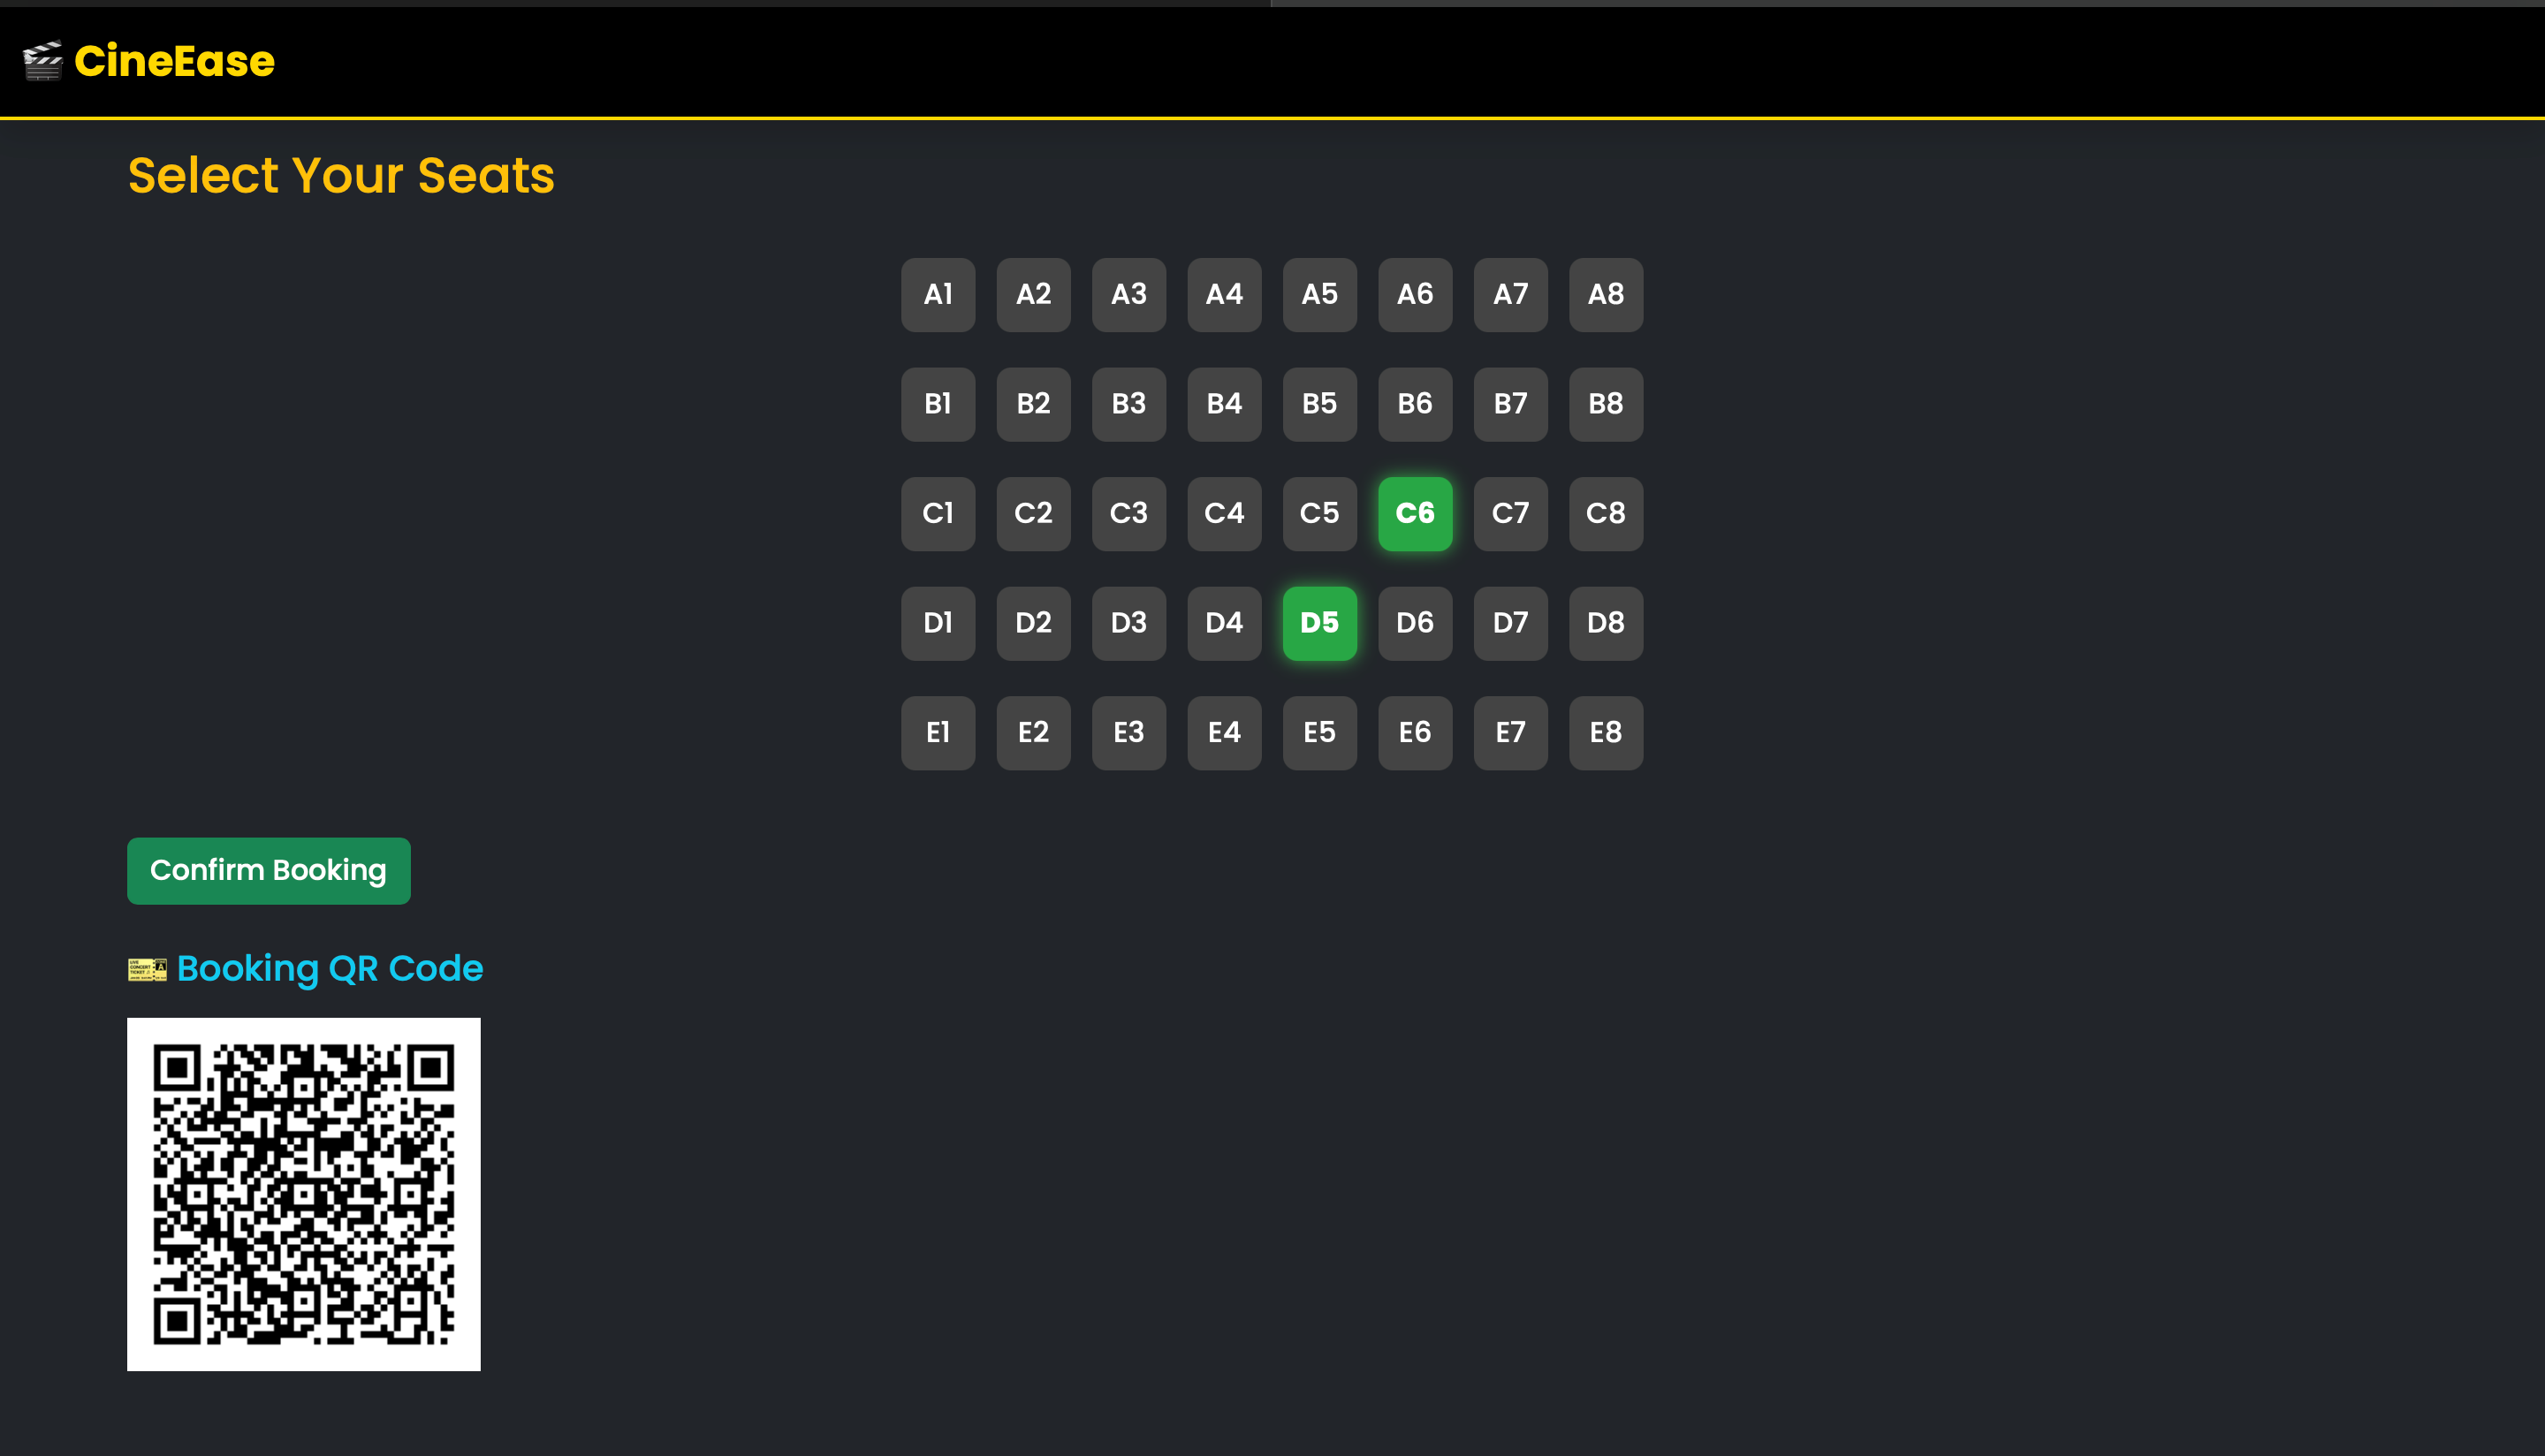 CineEase
Select Your Seats
A1 A2 A3 A4 A5 A6 A7 A8
B1 B2 B3 B4 B5 B6 B7 B8
C1 C2 C3 C4 C5 C6 C7 C8
D1 D2 D3 D4 D5 D6 D7 D8
E1 E2 E3 E4 E5 E6 E7 E8
Confirm Booking
Booking QR Code